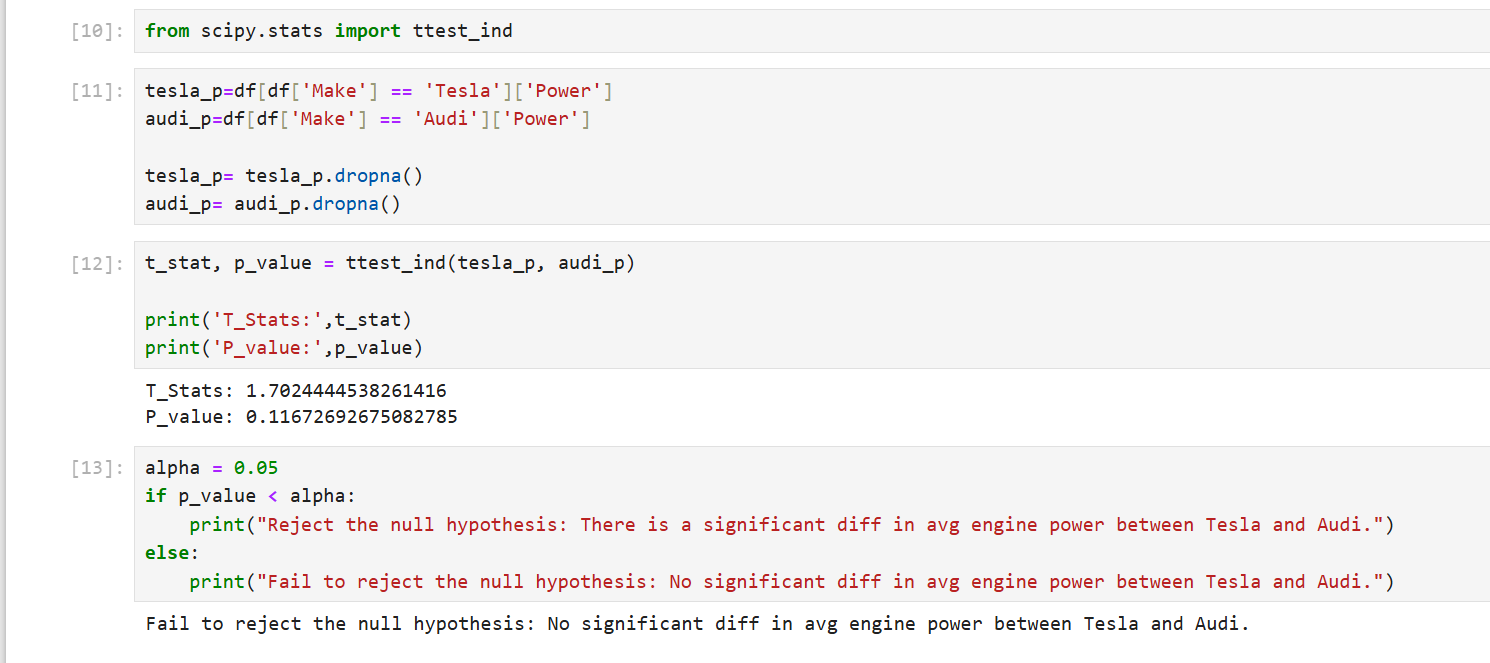 [10]: from scipy.stats import ttest_ind
[11]: tesla_p=df[df['Make'] == 'Tesla']['Power']
audi_p=df[df['Make'] == 'Audi']['Power']
tesla_p= tesla_p.dropna()
audi_p= audi_p.dropna()
[12]: t_stat, p_value = ttest_ind(tesla_p, audi_p)
print('T_Stats:',t_stat)
print('P_value:',p_value)
T_Stats: 1.7024444538261416
P_value: 0.11672692675082785
[13]: alpha = 0.05
if p_value < alpha:
    print("Reject the null hypothesis: There is a significant diff in avg engine power between Tesla and Audi.")
else:
    print("Fail to reject the null hypothesis: No significant diff in avg engine power between Tesla and Audi.")
Fail to reject the null hypothesis: No significant diff in avg engine power between Tesla and Audi.